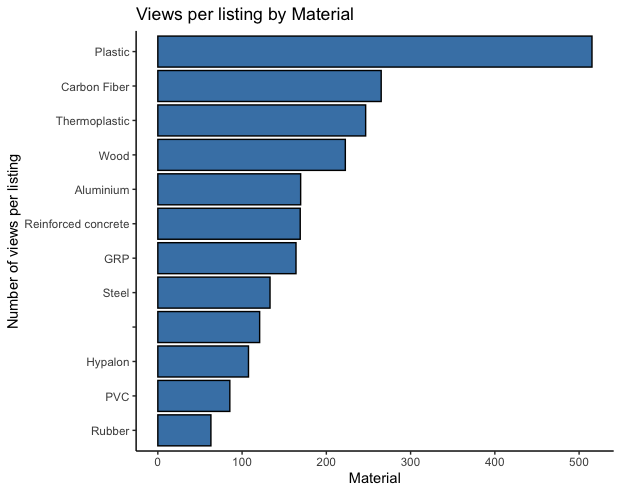 Views per listing by Material
Number of views per listing
Plastic
Carbon Fiber
Thermoplastic
Wood
Aluminium
Reinforced concrete
GRP
Steel
Hypalon
PVC
Rubber
0 100 200 300 400 500
Material